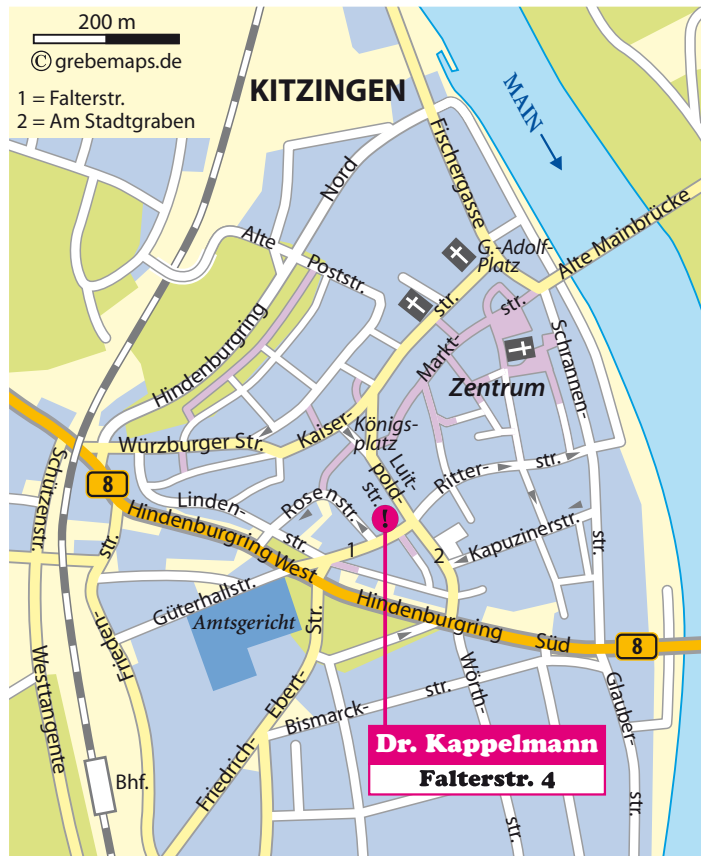 200 m
© grebemaps.de
1 = Falterstr.
2 = Am Stadtgraben
KITZINGEN
MAIN
Fischergasse
Nord
Alte
Poststr.
G.-Adolf-
Platz
Alte Mainbrücke
Hindenburgring
str.
Markt-
str.
Schrannen-
str.
Zentrum
Kaiser-
Königs-
platz
Würzburger Str.
Luit-
pold-
str.
Ritter-
str.
8
Schützenstr.
Linden-
str.
Rosenstr.
!
Kapuzinerstr.
Hindenburgring West
1
2
Güterhallstr.
Amtsgericht
Hindenburgring
Süd
8
Frieden-
str.
Westtangente
Friedrich-
Ebert-
Str.
Bismarck-
str.
Wörth-
str.
Glauber-
str.
Bhf.
Dr. Kappelmann
Falterstr. 4